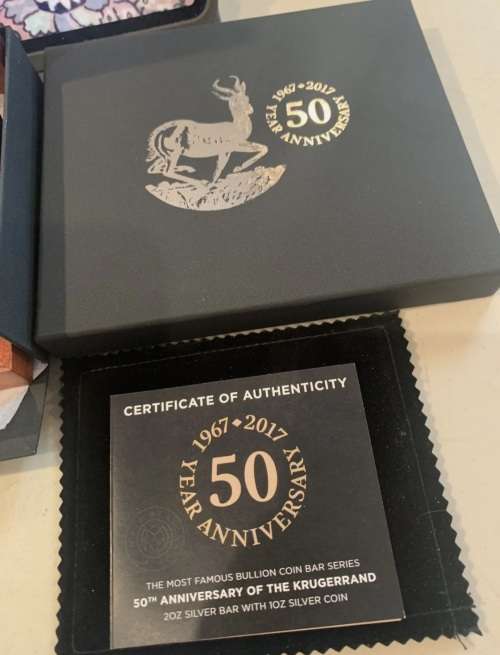 1967 • 2017
50
YEAR ANNIVERSARY
CERTIFICATE OF AUTHENTICITY
1967 • 2017
50
YEAR ANNIVERSARY
THE MOST FAMOUS BULLION COIN BAR SERIES
50TH ANNIVERSARY OF THE KRUGERRAND
2OZ SILVER BAR WITH 1OZ SILVER COIN